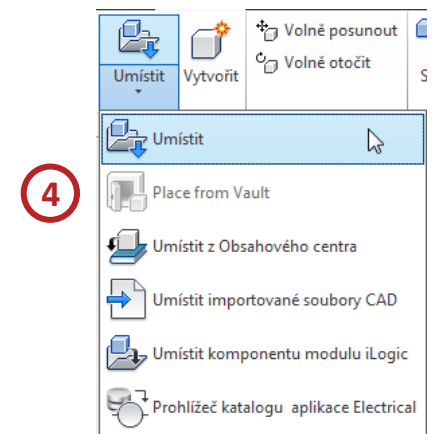 Umístit
Vytvořit
Volně posunout
Volně otočit
S
Umístit
4
Place from Vault
Umístit z Obsahového centra
Umístit importované soubory CAD
Umístit komponentu modulu iLogic
Prohlížeč katalogu aplikace Electrical